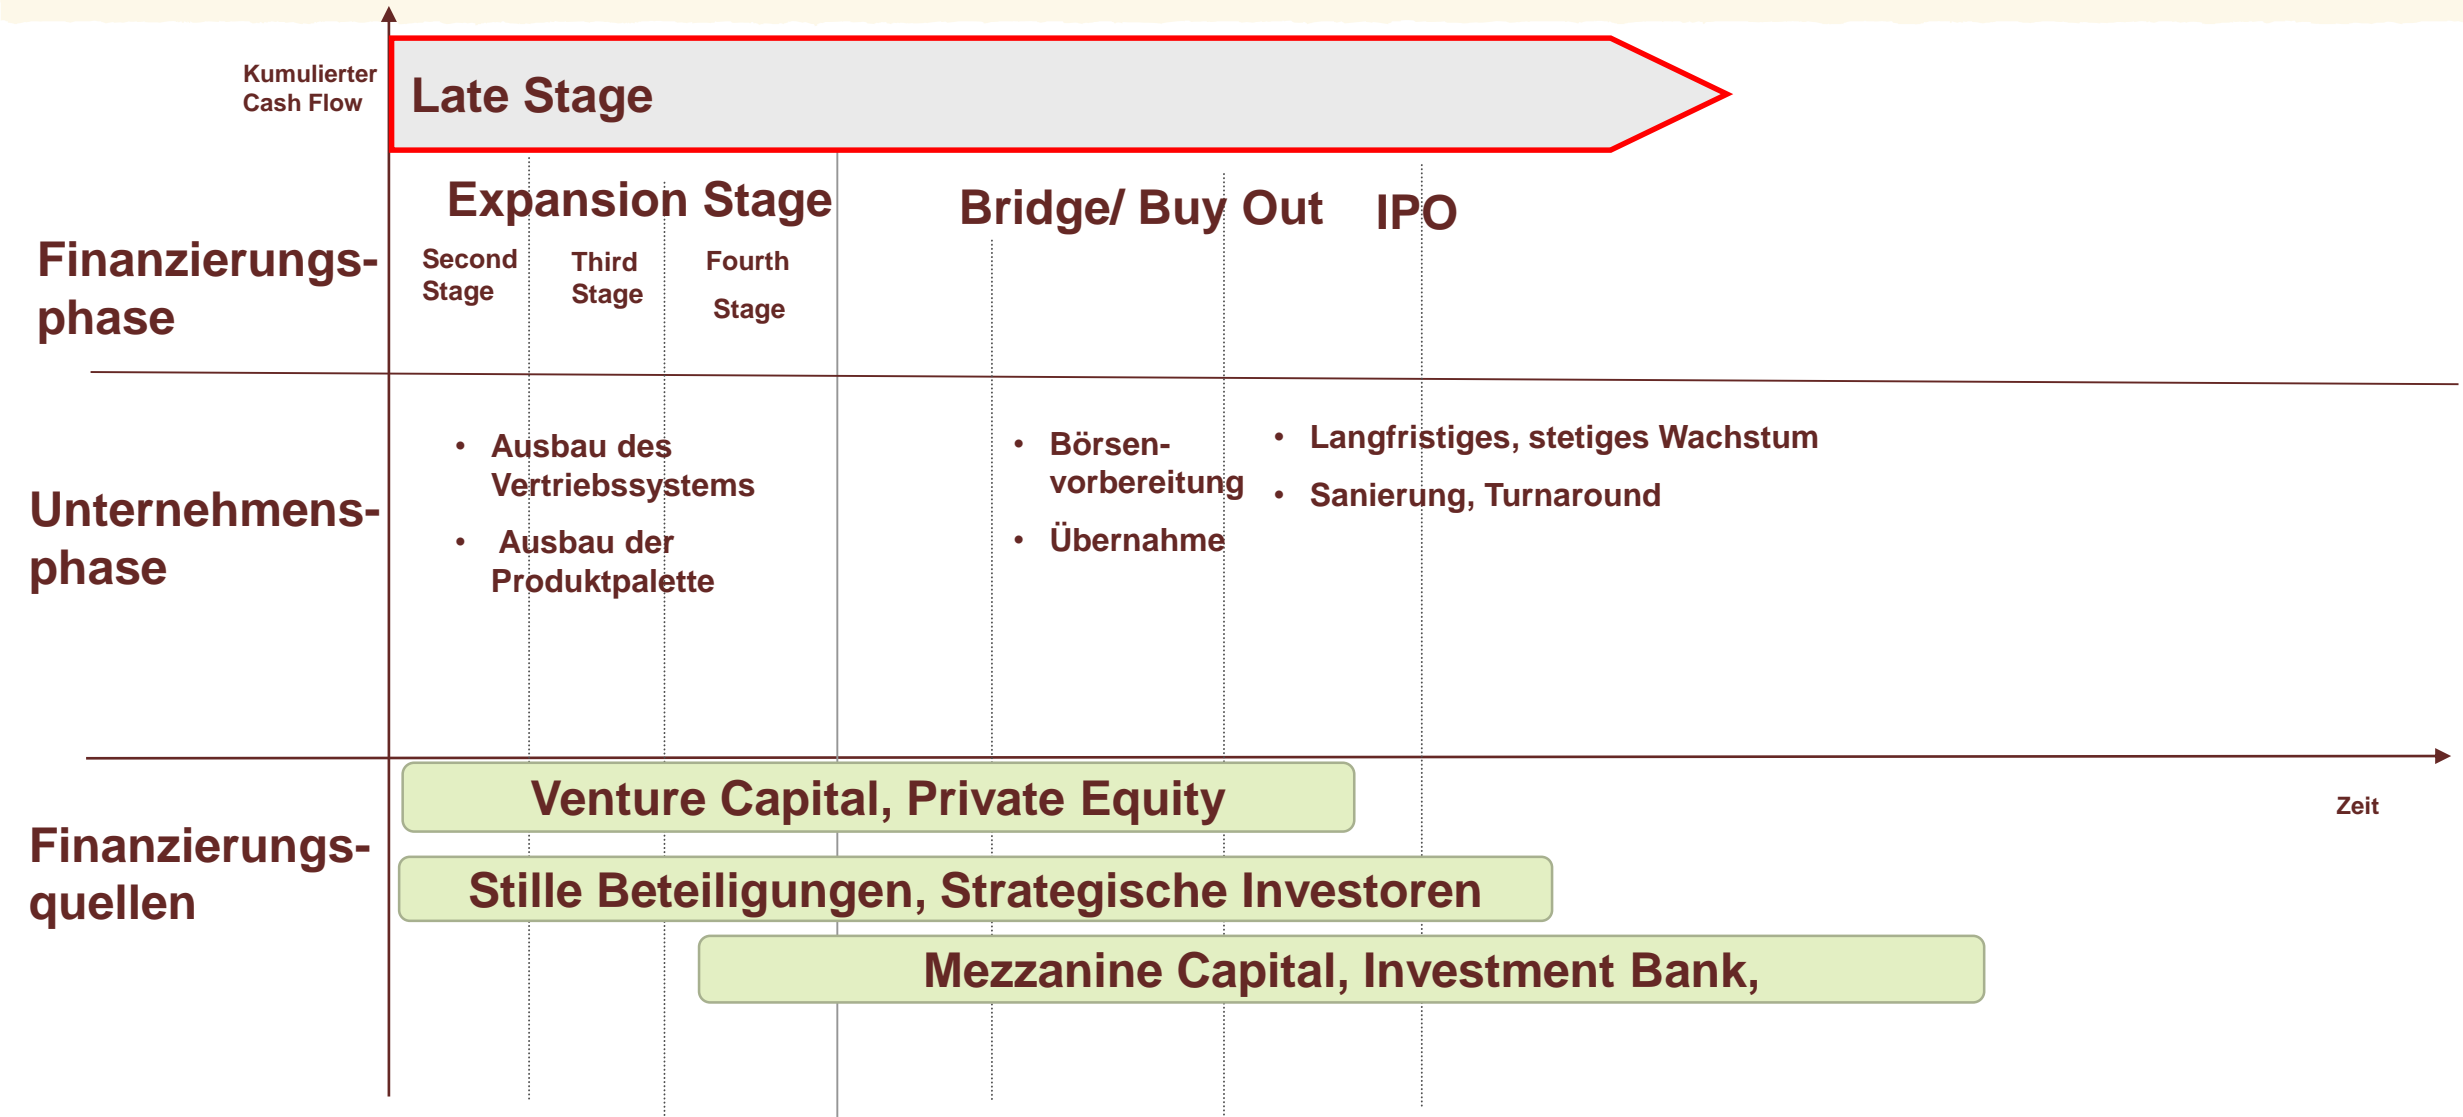 Kumulierter
Cash Flow
Late Stage
Expansion Stage
Bridge/ Buy Out
IPO
Finanzierungs-
phase
Second
Stage
Third
Stage
Fourth
Stage
Unternehmens-
phase
• Ausbau des
Vertriebssystems
• Ausbau der
Produktpalette
• Börsen-
vorbereitung
• Übernahme
• Langfristiges, stetiges Wachstum
• Sanierung, Turnaround
Zeit
Finanzierungs-
quellen
Venture Capital, Private Equity
Stille Beteiligungen, Strategische Investoren
Mezzanine Capital, Investment Bank,